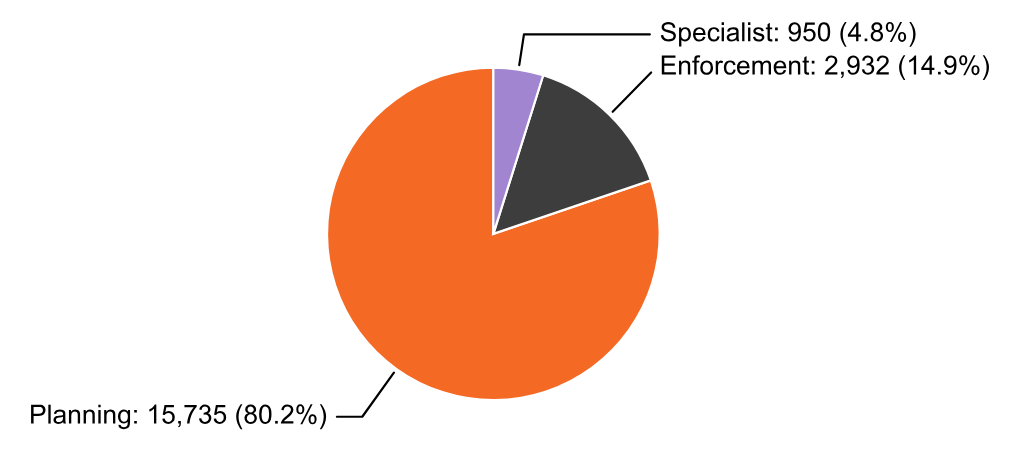 Specialist: 950 (4.8%)
Enforcement: 2,932 (14.9%)
Planning: 15,735 (80.2%)